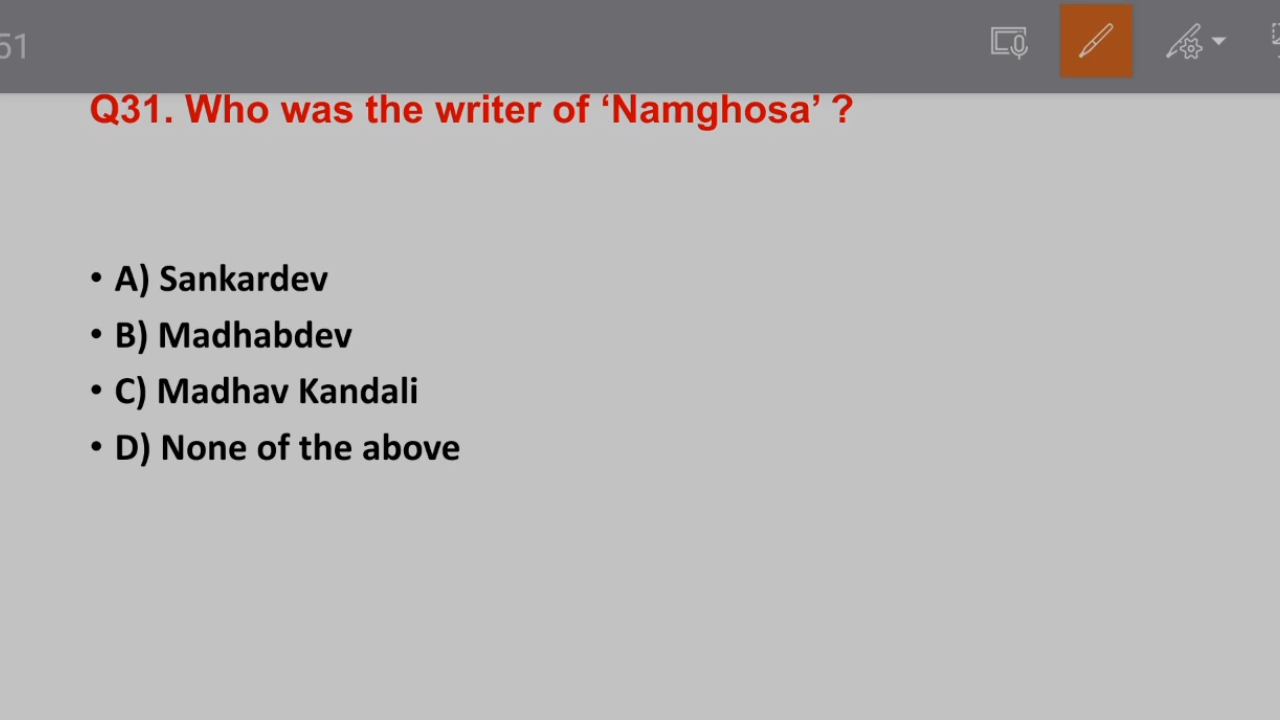 51
Q31. Who was the writer of ‘Namghosa’ ?
• A) Sankardev
• B) Madhabdev
• C) Madhav Kandali
• D) None of the above